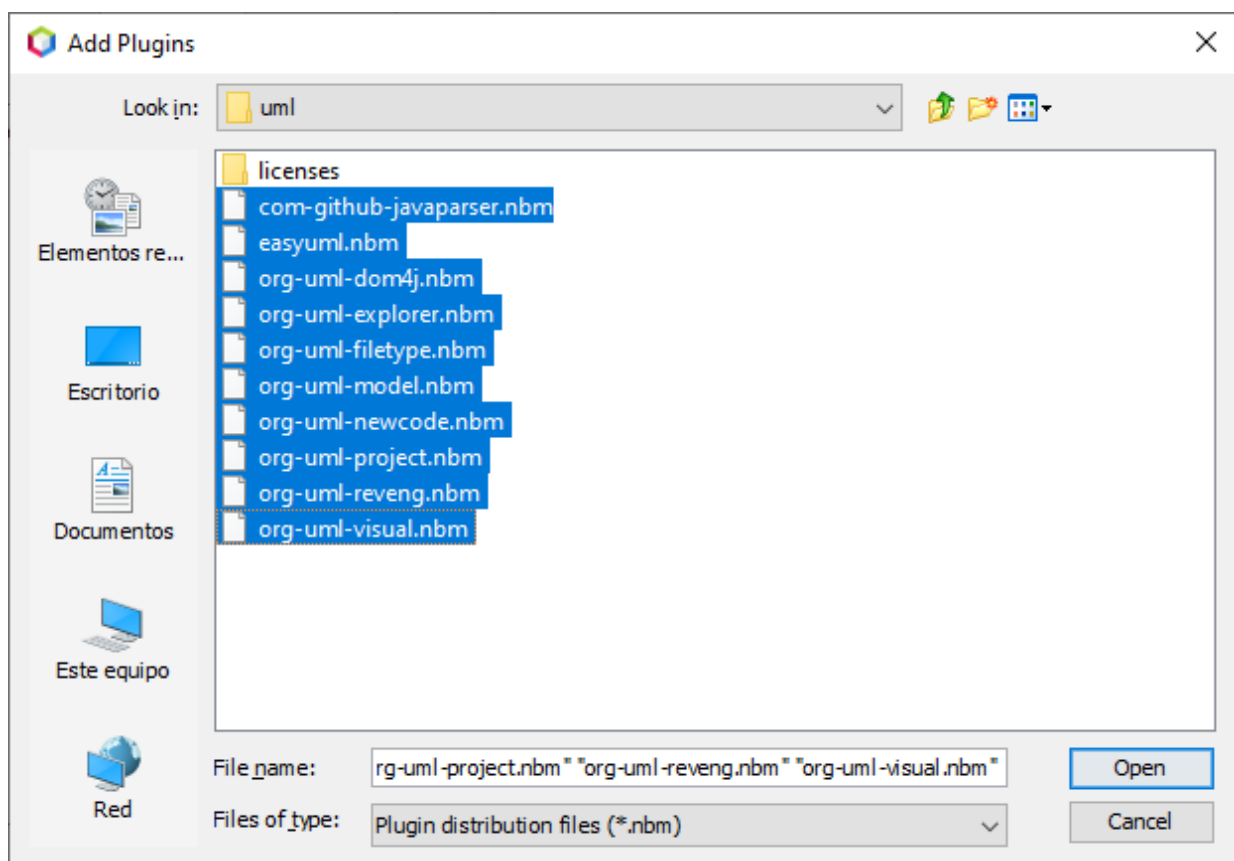 Add Plugins
Look in: uml
licenses
com-github-javaparser.nbm
easyuml.nbm
org-uml-dom4j.nbm
org-uml-explorer.nbm
org-uml-filetype.nbm
org-uml-model.nbm
org-uml-newcode.nbm
org-uml-project.nbm
org-uml-reveng.nbm
org-uml-visual.nbm
Elementos re...
Escritorio
Documentos
Este equipo
Red
File name: rg-uml-project.nbm" "org-uml-reveng.nbm" "org-uml-visual.nbm" Open
Files of type: Plugin distribution files (*.nbm) Cancel